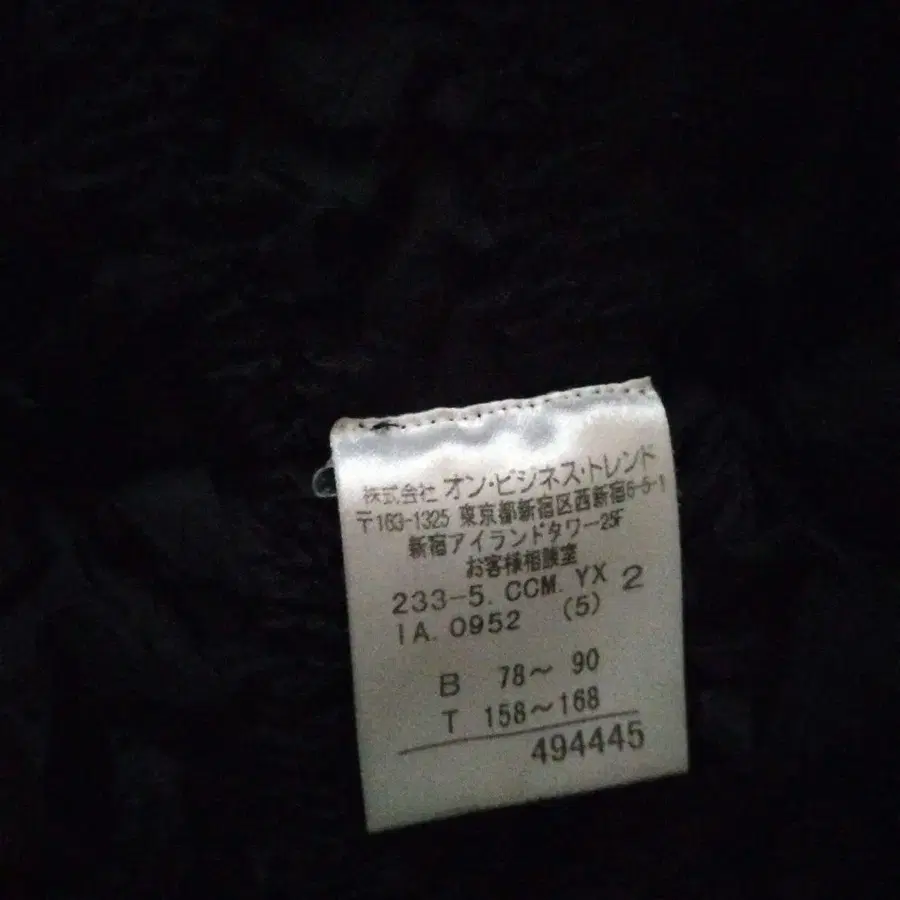 株式会社 オン・ビジネス・トレンド
〒163-1325 東京都新宿区西新宿6-5-1
新宿アイランドタワー25F
お客様相談室
233-5. CCM. YX 2
IA. 0952 (5)
B 78～ 90
T 158～168
494445